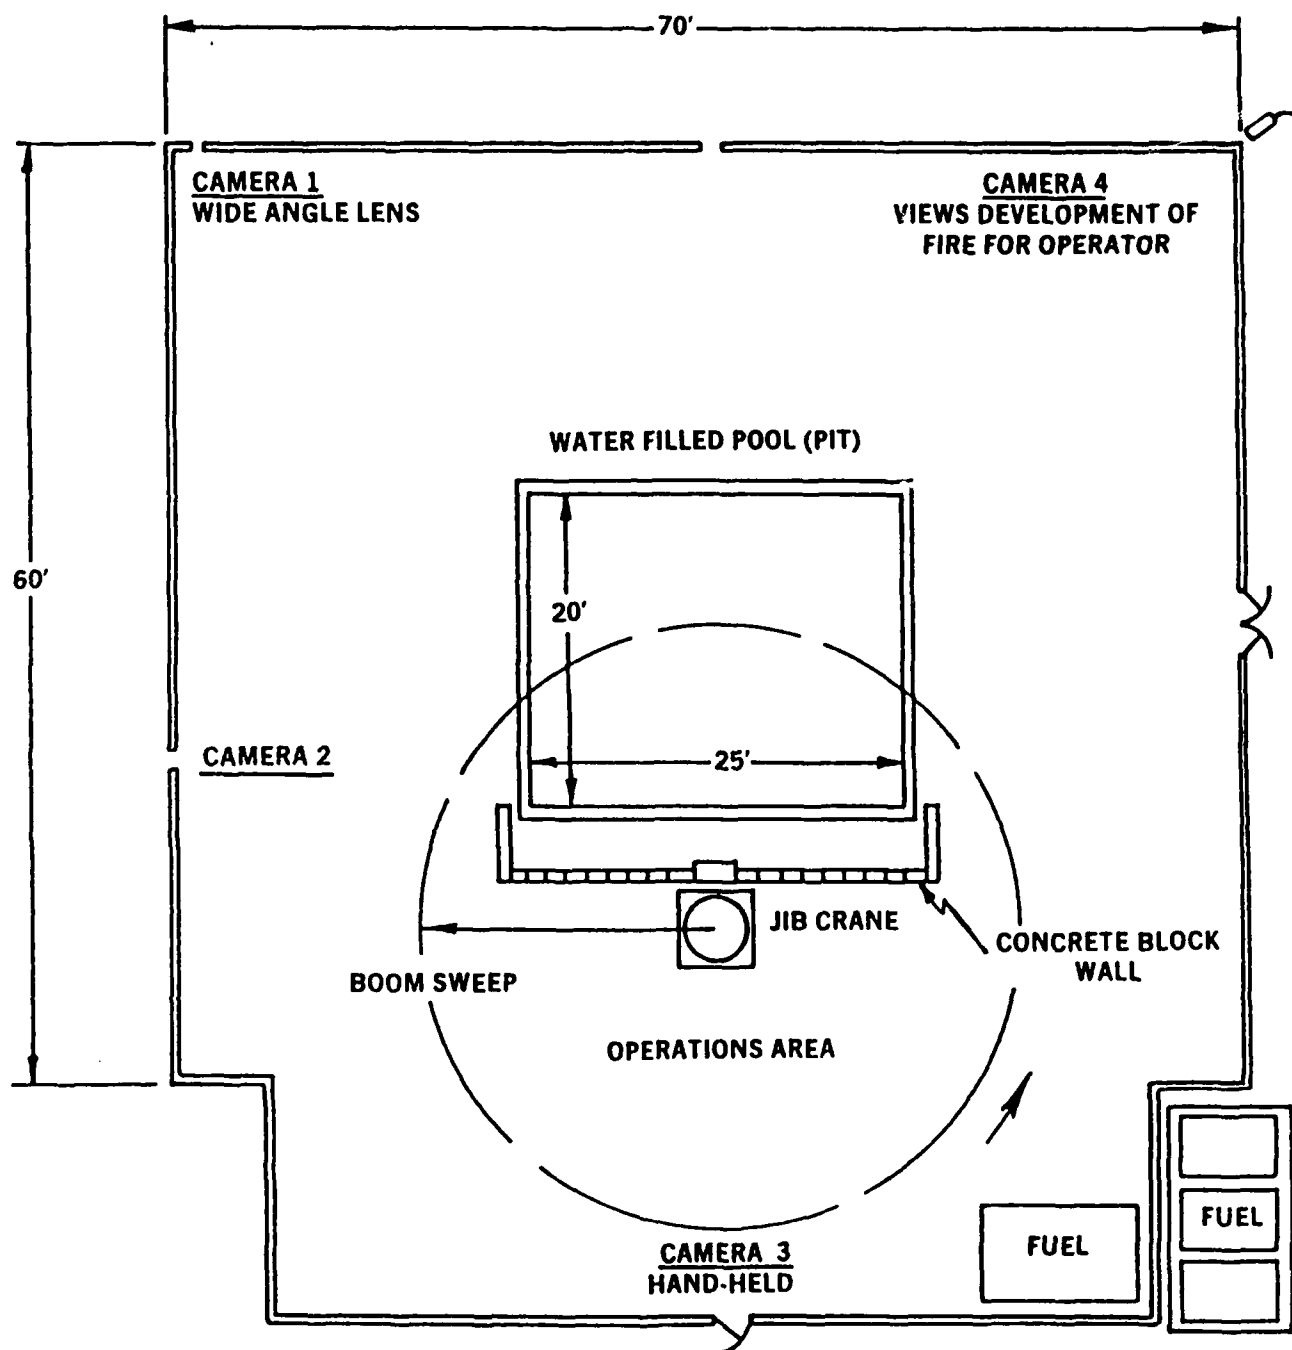 70'
CAMERA 1
WIDE ANGLE LENS
CAMERA 4
VIEWS DEVELOPMENT OF
FIRE FOR OPERATOR
WATER FILLED POOL (PIT)
60'
20'
CAMERA 2
25'
JIB CRANE
CONCRETE BLOCK
WALL
BOOM SWEEP
OPERATIONS AREA
FUEL
FUEL
CAMERA 3
HAND-HELD